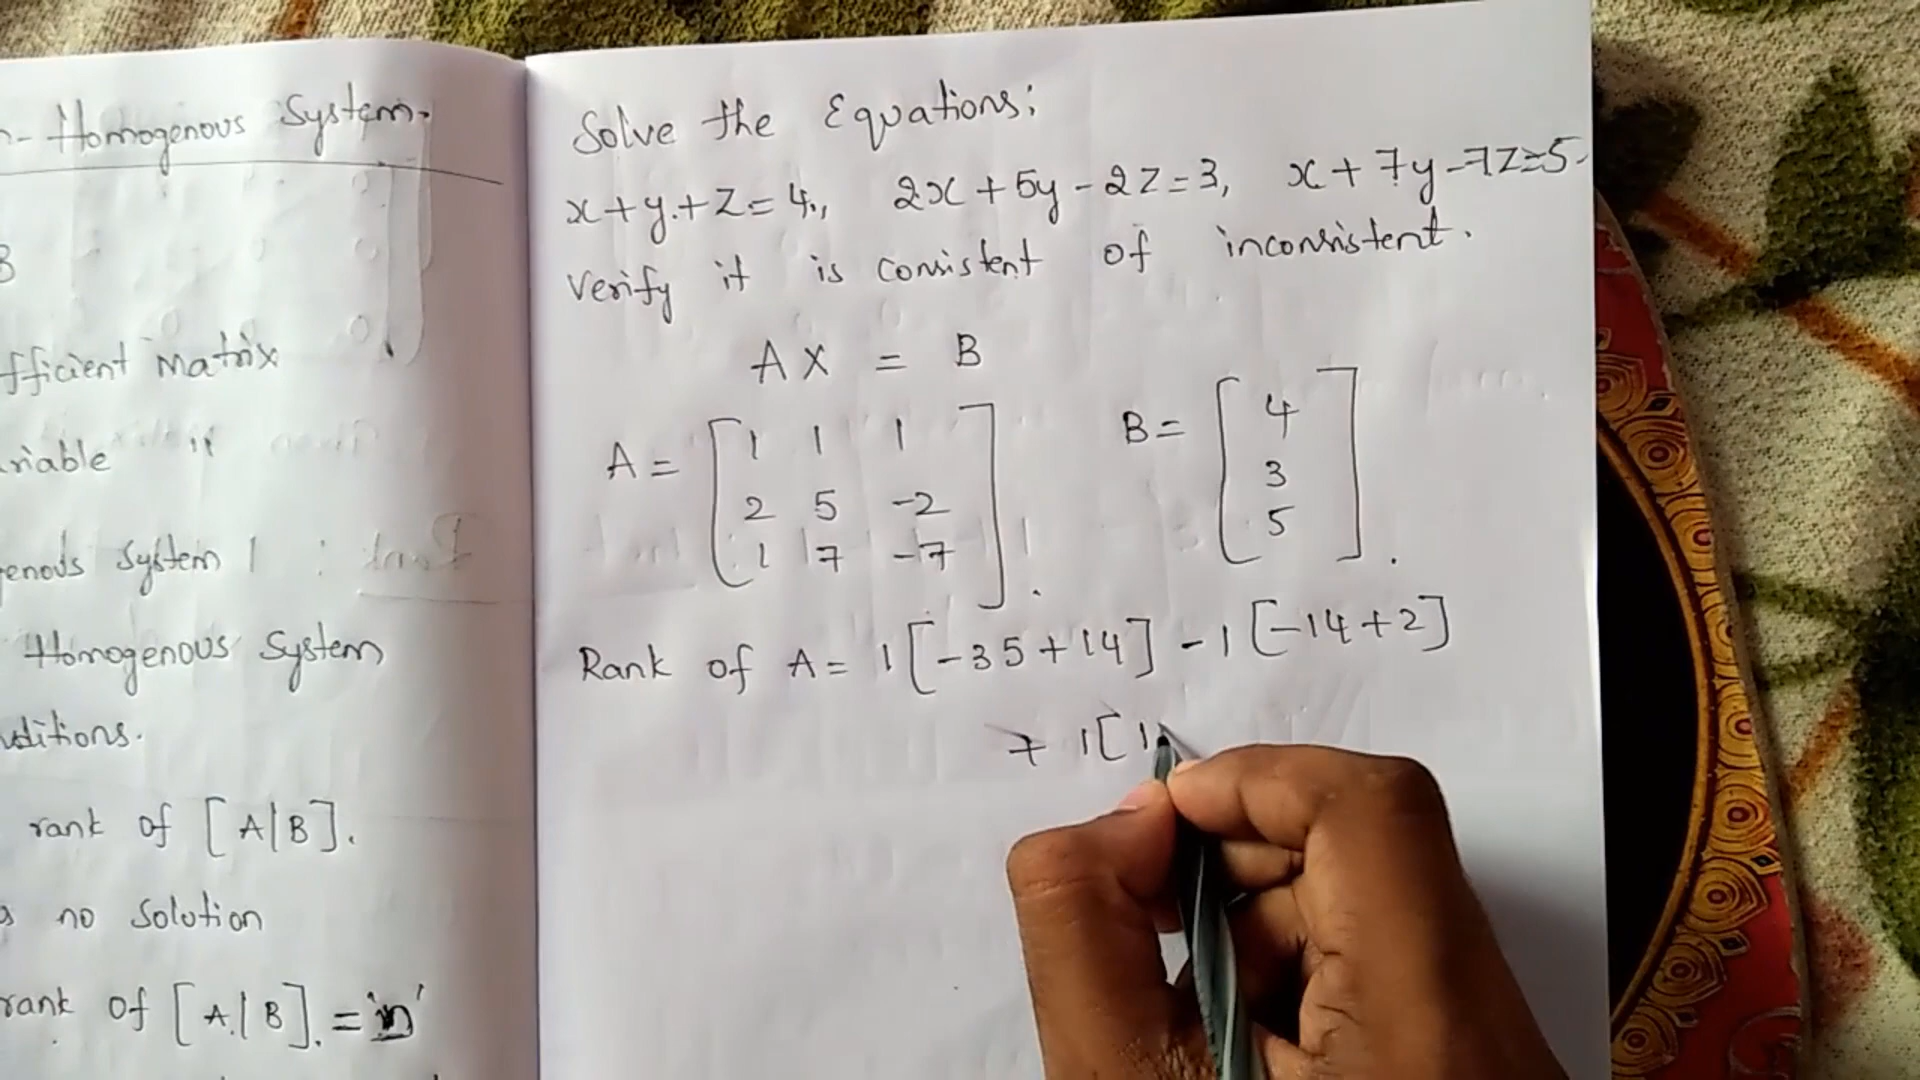 - Homogenous System.
B
fficient matrix
riable
enods system 1 :
Homogenous System
ditions.
rank of [A|B].
no solution
rank of [A|B]. = 'n'
Solve the Equations:
x+y+z=4., 2x+5y-2z=3, x+7y-7z=5.
verify it is consistent of inconsistent.
AX = B
A = [ 1 1 1 B = [ 4 ]
2 5 -2 3
1 7 -7 ]. 5 ].
Rank of A = 1[-35+14] -1[-14+2]
+ 1[1